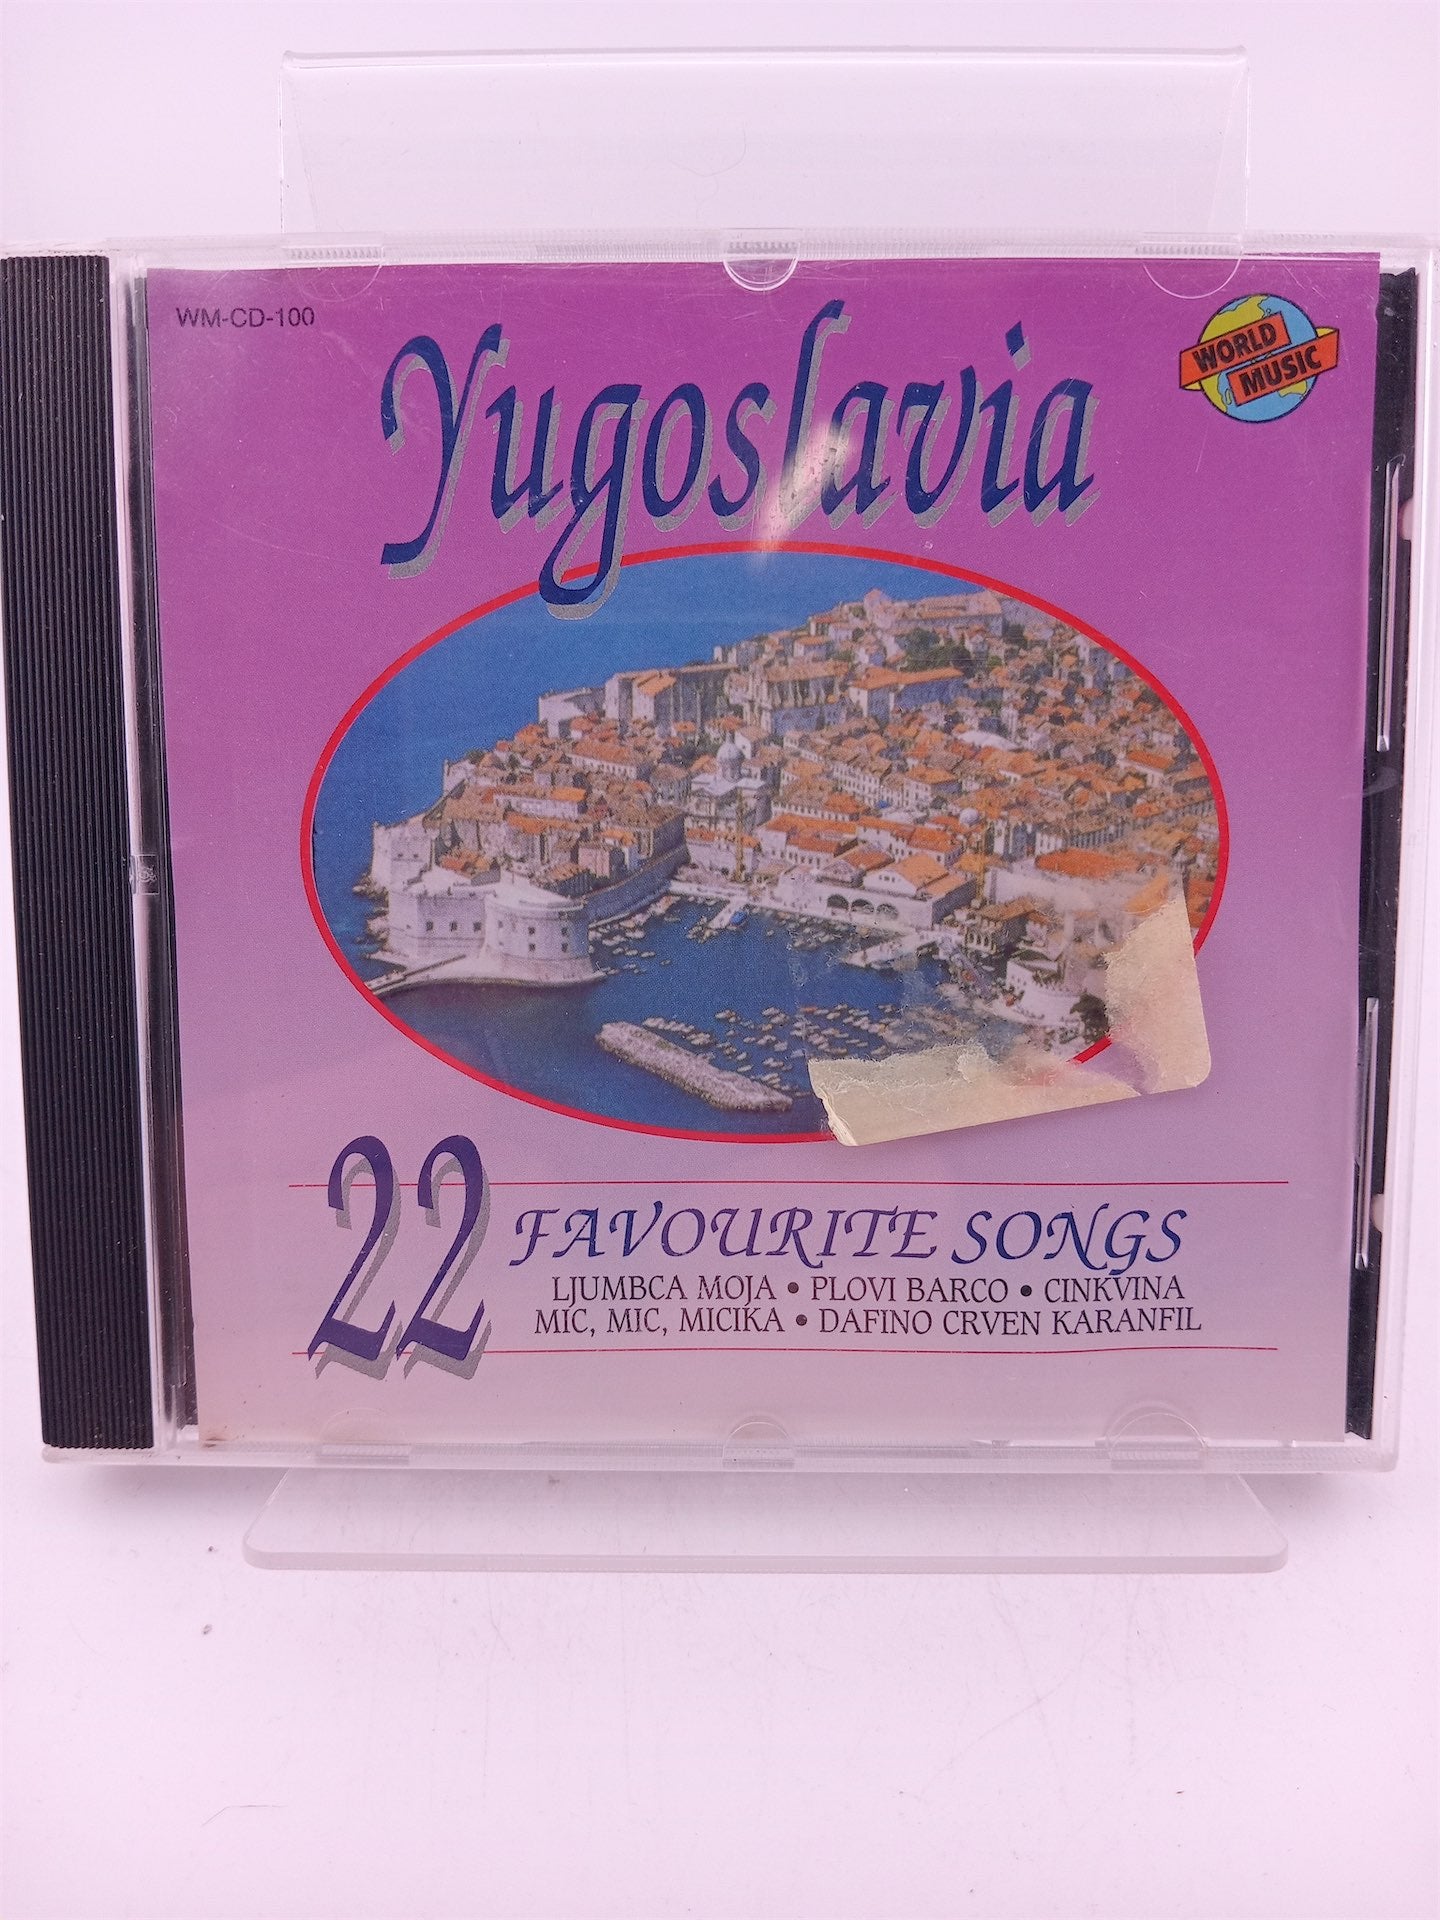 WM-CD-100
Yugoslavia
WORLD
MUSIC
22 FAVOURITE SONGS
LJUMBCA MOJA • PLOVI BARCO • CINKVINA
MIC, MIC, MICIKA • DAFINO CRVEN KARANFIL